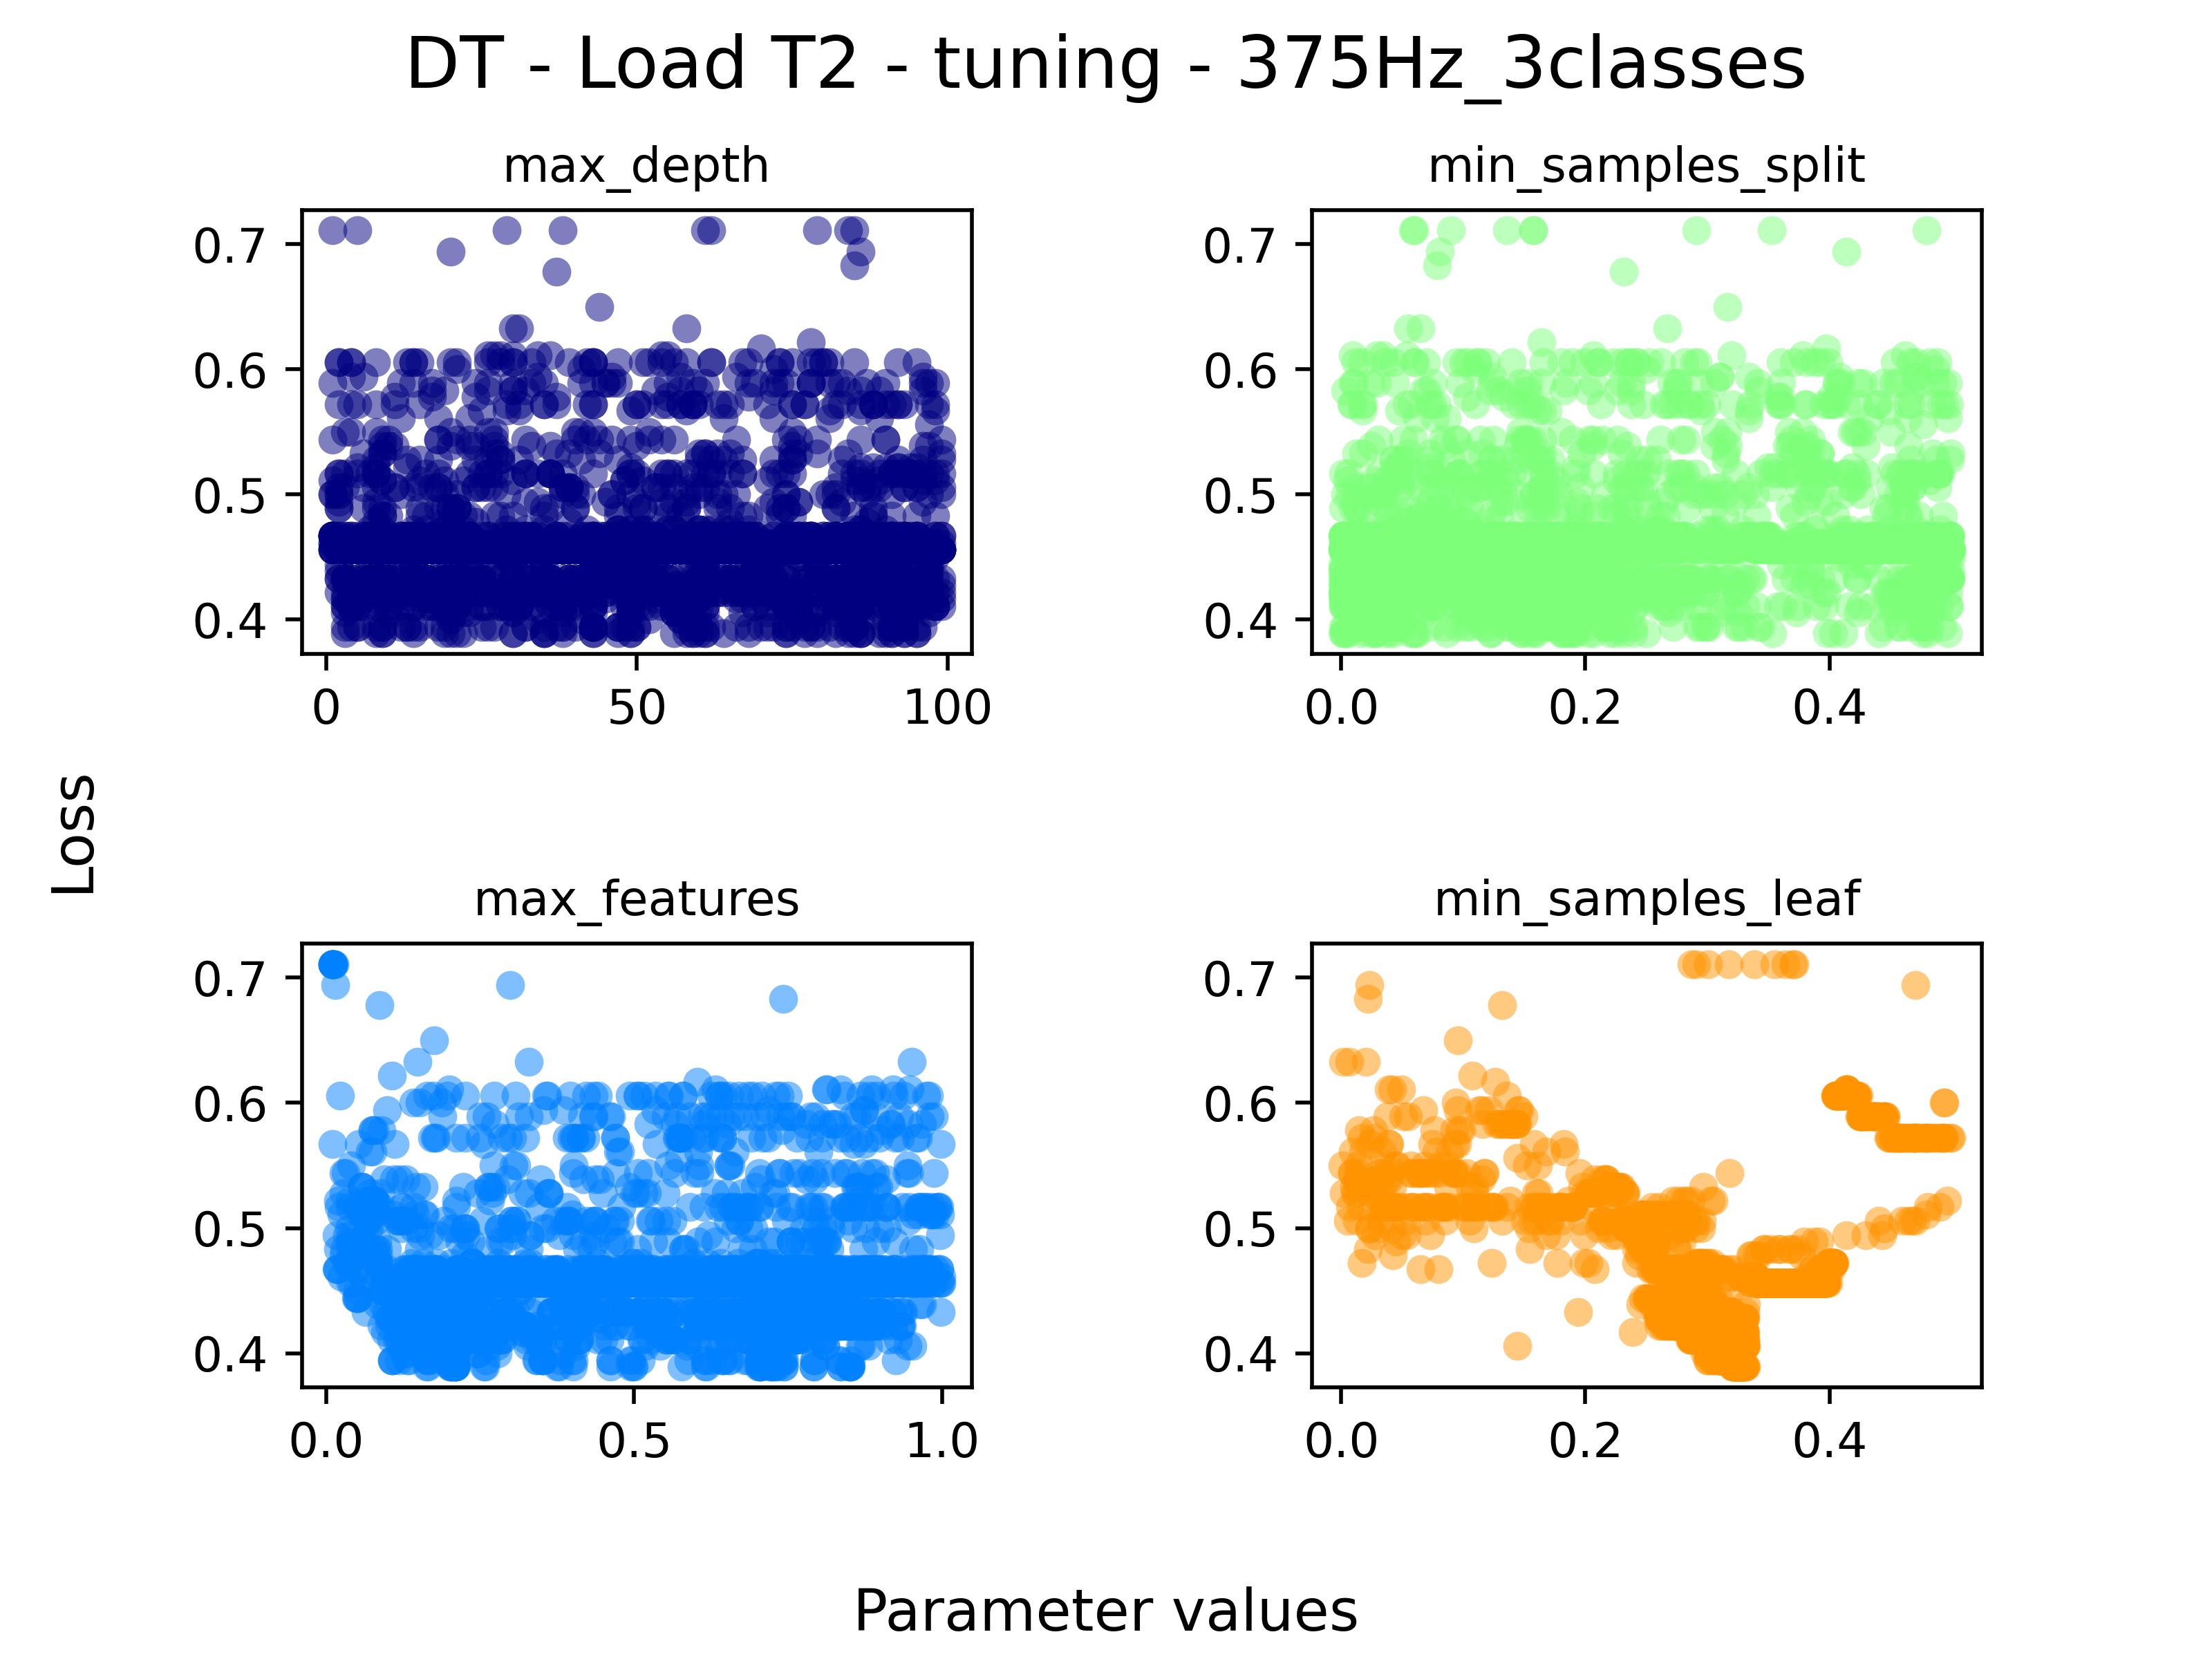 DT - Load T2 - tuning - 375Hz_3classes
max_depth
0.7
0.6
0.5
0.4
0 50 100
min_samples_split
0.7
0.6
0.5
0.4
0.0 0.2 0.4
Loss
max_features
0.7
0.6
0.5
0.4
0.0 0.5 1.0
min_samples_leaf
0.7
0.6
0.5
0.4
0.0 0.2 0.4
Parameter values